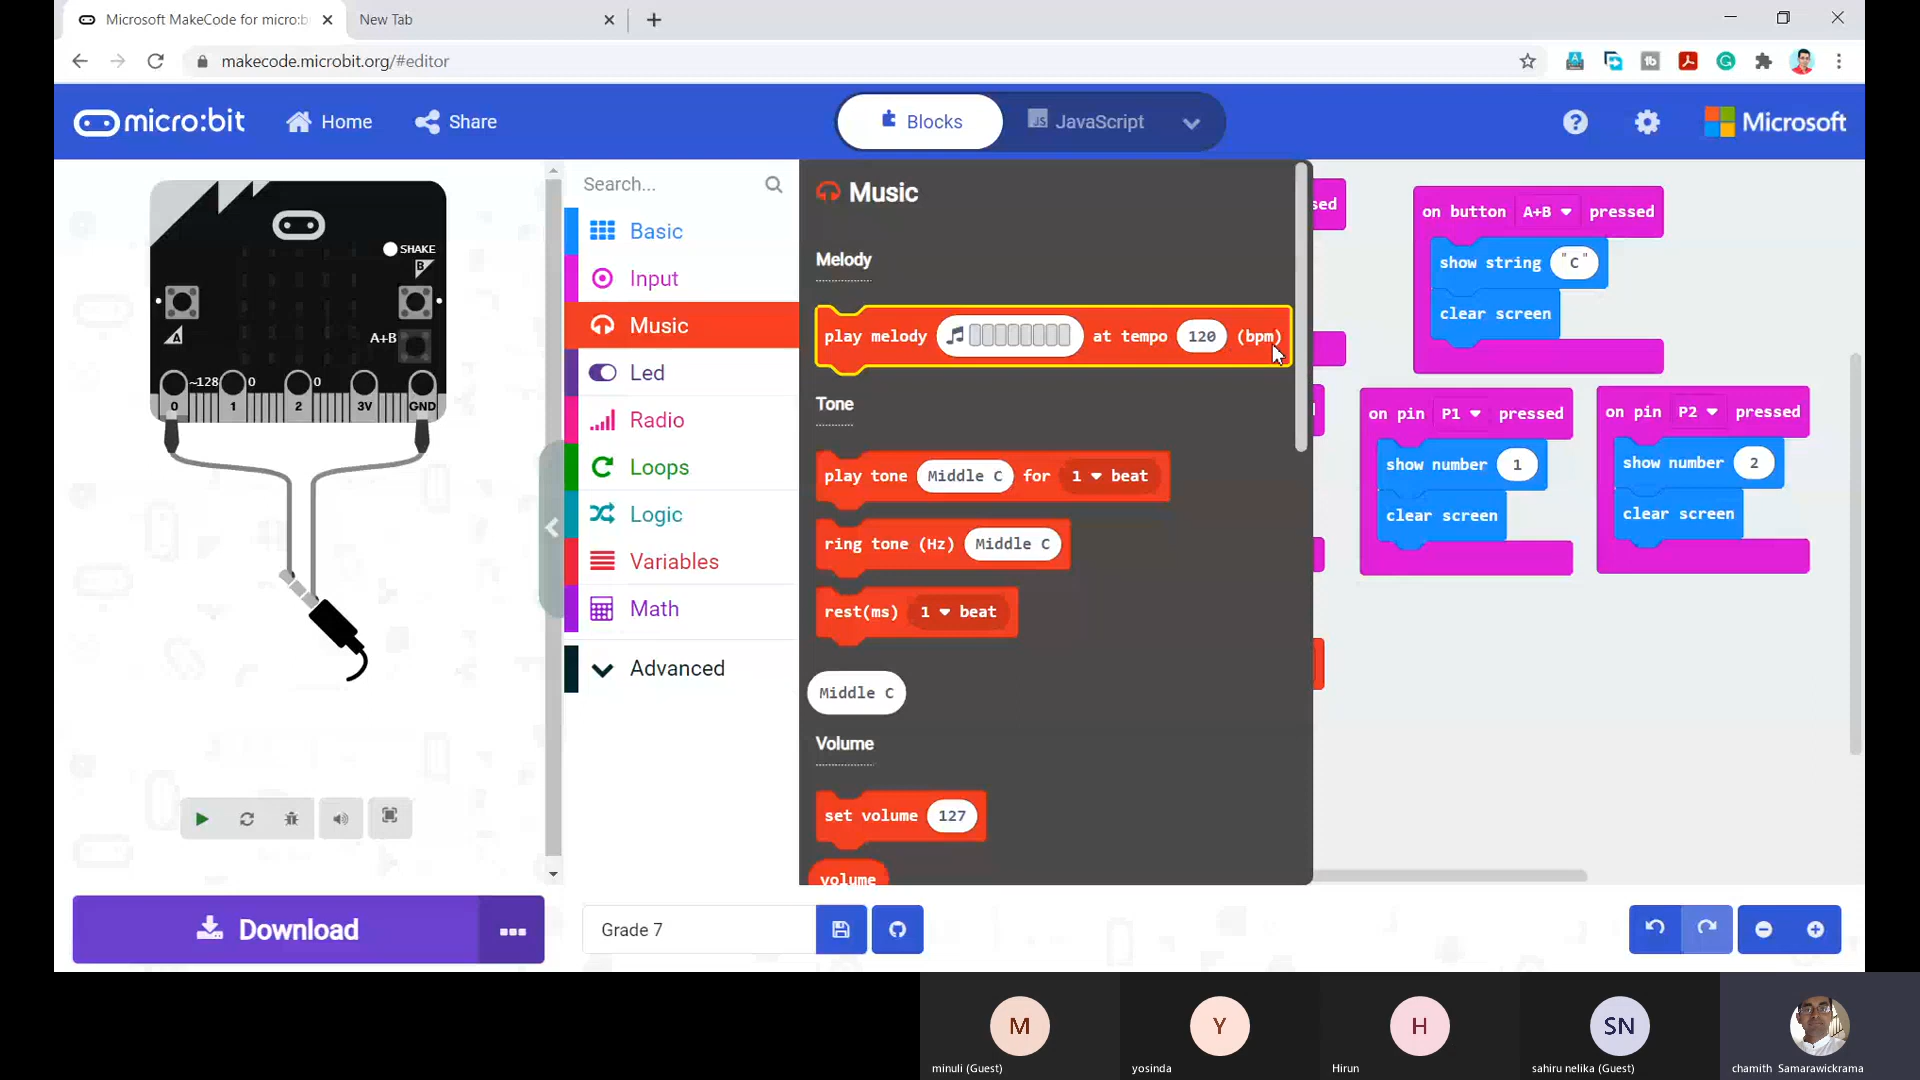 Microsoft MakeCode for micro:b
New Tab
makecode.microbit.org/#editor
micro:bit
Home
Share
Blocks
JS
JavaScript
?
Microsoft
SHAKE
B
A
A+B
~128
0
0
0
1
2
3V
GND
Search...
Basic
Input
Music
Led
Radio
Loops
Logic
Variables
Math
Advanced
Music
Melody
play melody at tempo 120 (bpm)
Tone
play tone Middle C for 1 beat
ring tone (Hz) Middle C
rest(ms) 1 beat
Middle C
Volume
set volume 127
volume
sed
on button A+B pressed
show string "C"
clear screen
on pin P1 pressed
show number 1
clear screen
on pin P2 pressed
show number 2
clear screen
Download
...
Grade 7
M
minuli (Guest)
Y
yosinda
H
Hirun
SN
sahiru nelika (Guest)
chamith Samarawickrama